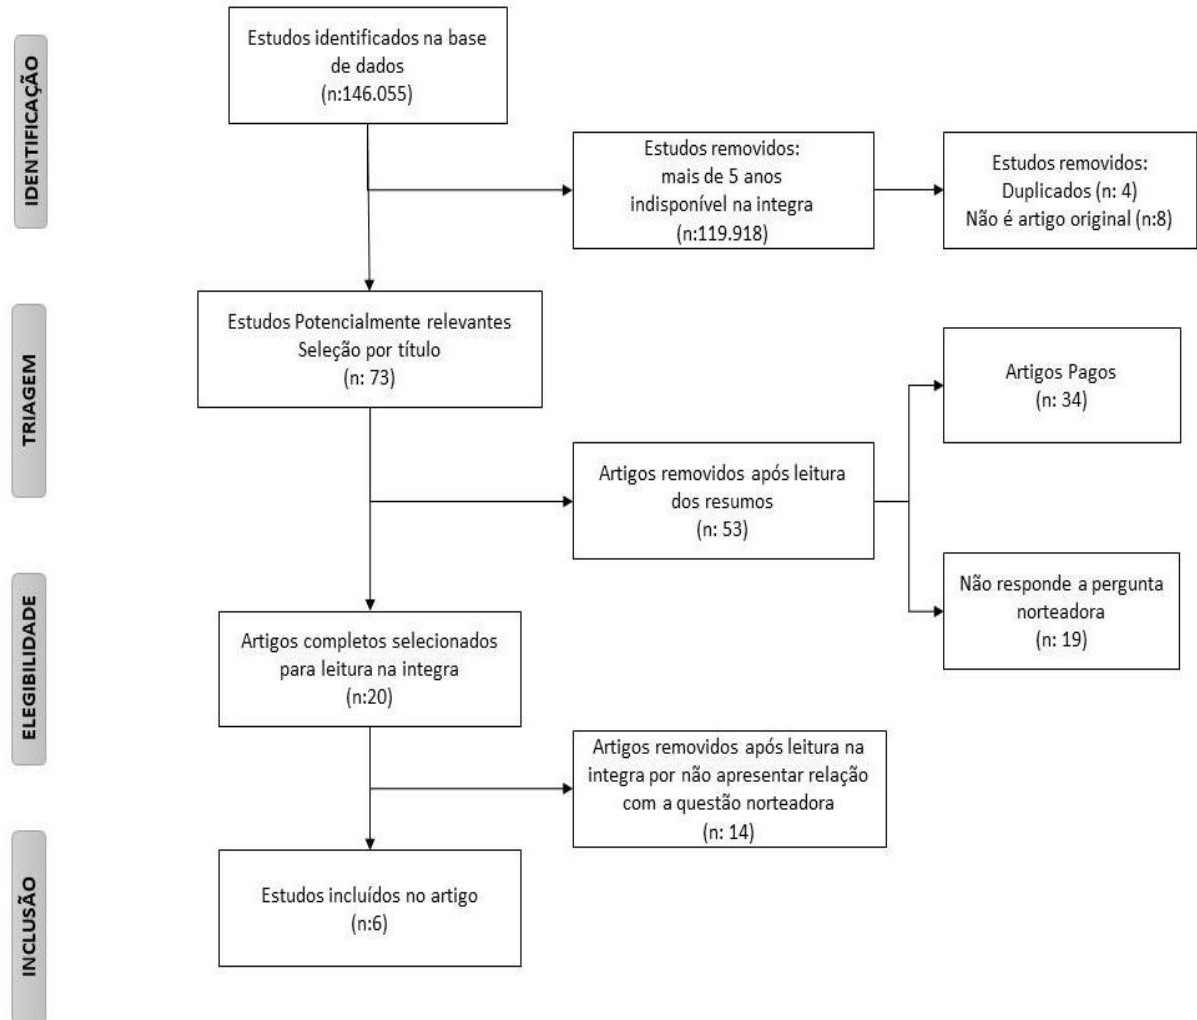 IDENTIFICAÇÃO
Estudos identificados na base
de dados
(n:146.055)
Estudos removidos:
mais de 5 anos
indisponível na integra
(n:119.918)
Estudos removidos:
Duplicados (n: 4)
Não é artigo original (n:8)
TRIAGEM
Estudos Potencialmente relevantes
Seleção por título
(n: 73)
Artigos removidos após leitura
dos resumos
(n: 53)
Artigos Pagos
(n: 34)
Não responde a pergunta
norteadora
(n: 19)
ELEGIBILIDADE
Artigos completos selecionados
para leitura na integra
(n:20)
Artigos removidos após leitura na
integra por não apresentar relação
com a questão norteadora
(n: 14)
INCLUSÃO
Estudos incluídos no artigo
(n:6)